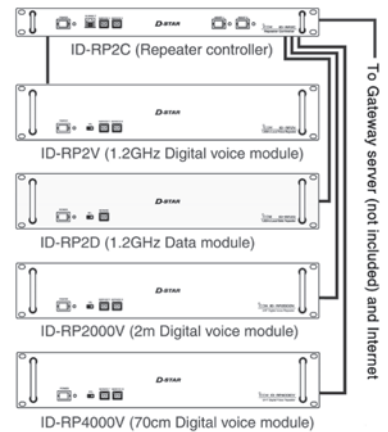 D-STAR
ID-RP2C (Repeater controller)
D-STAR
ID-RP2V (1.2GHz Digital voice module)
D-STAR
ID-RP2D (1.2GHz Data module)
D-STAR
ID-RP2000V (2m Digital voice module)
D-STAR
ID-RP4000V (70cm Digital voice module)
To Gateway server (not included) and Internet